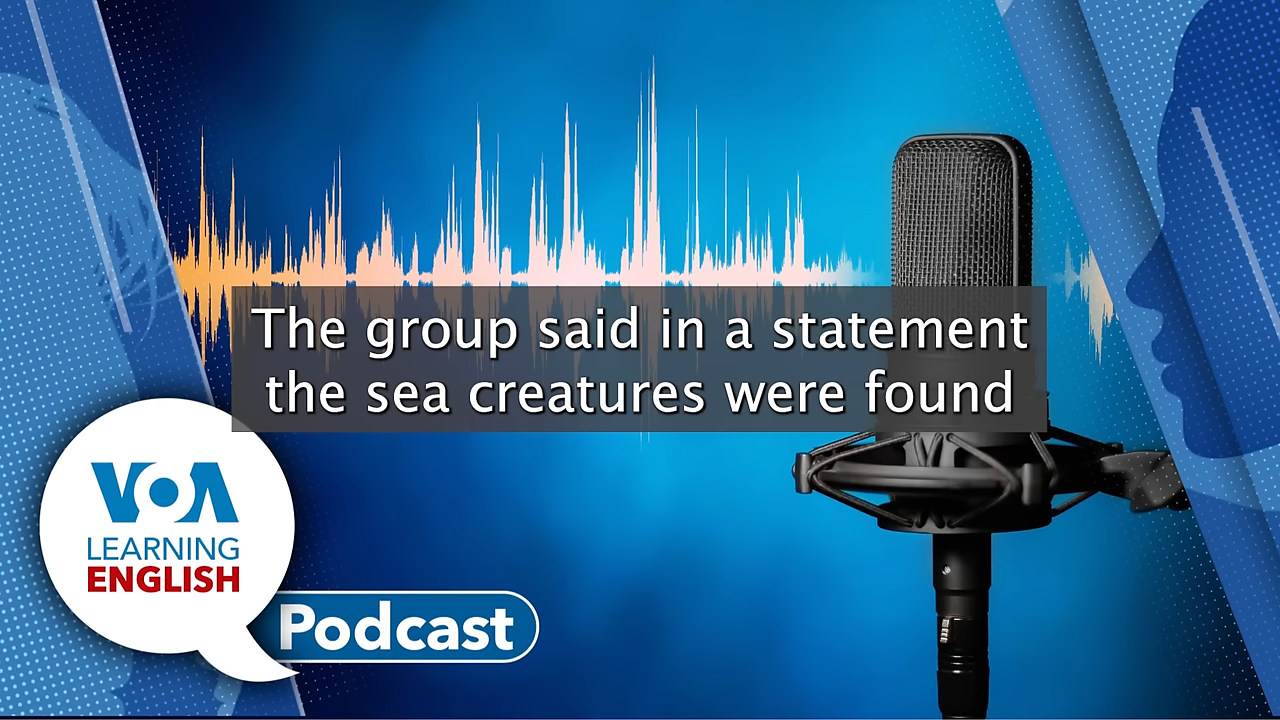 The group said in a statement
the sea creatures were found
VOA
LEARNING
ENGLISH
Podcast